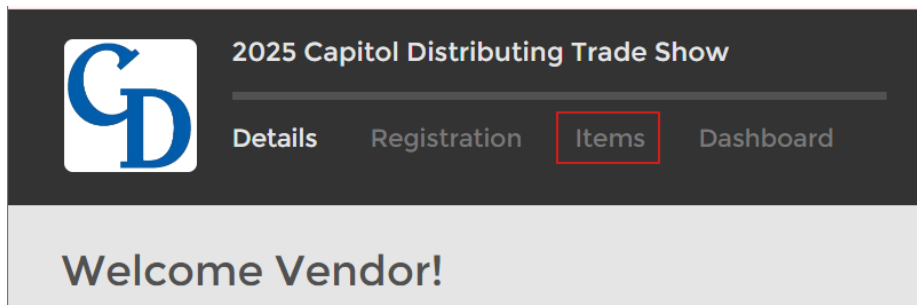 CD
2025 Capitol Distributing Trade Show
Details Registration Items Dashboard
Welcome Vendor!